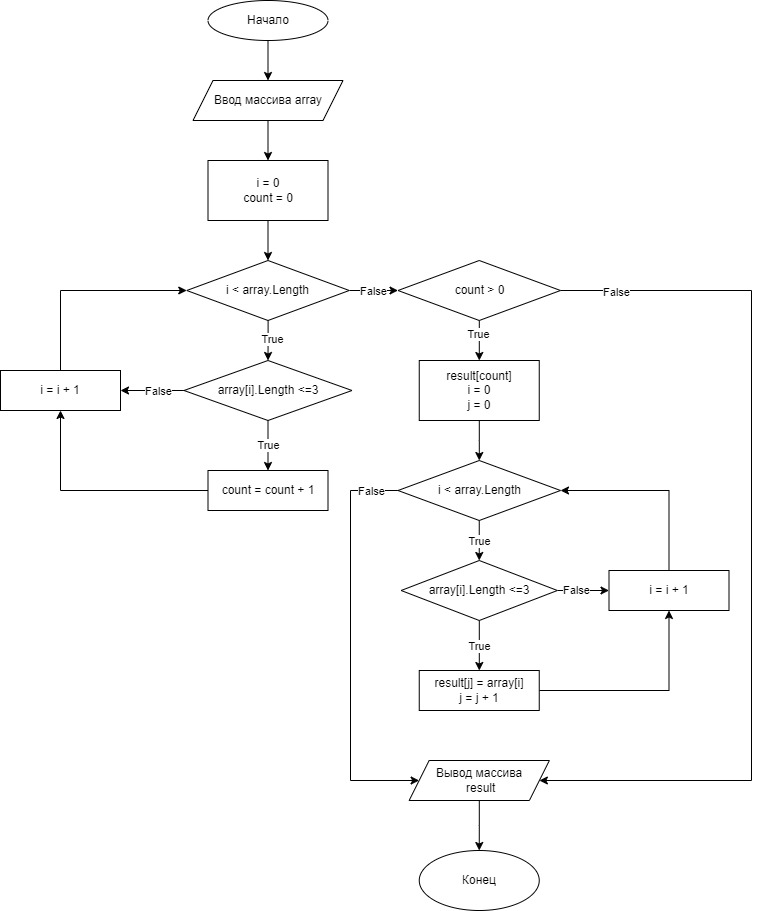 Начало
Ввод массива array
i = 0
count = 0
i < array.Length
False
count > 0
False
True
True
i = i + 1
False
array[i].Length <=3
result[count]
i = 0
j = 0
True
count = count + 1
False
i < array.Length
True
array[i].Length <=3
False
i = i + 1
True
result[j] = array[i]
j = j + 1
Вывод массива
result
Конец